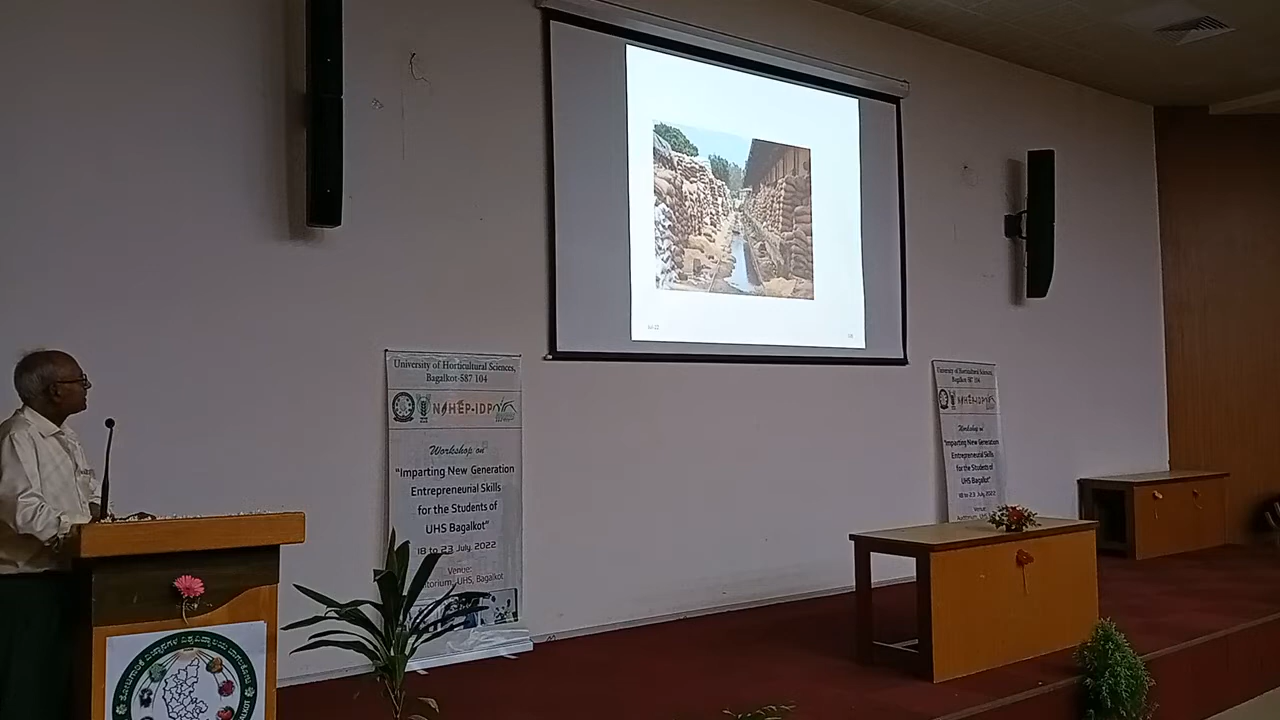 University of Horticultural Sciences,
Bagalkot-587 104
NAHEP-IDP
Workshop on
"Imparting New Generation
Entrepreneurial Skills
for the Students of
UHS Bagalkot"
18 to 23 July, 2022
Venue:
UHS, Bagalkot
University of Horticultural Sciences,
Bagalkot-587 104
NAHEP-IDP
Workshop on
"Imparting New Generation
Entrepreneurial Skills
for the Students of
UHS Bagalkot"
18 to 23 July, 2022
Venue: